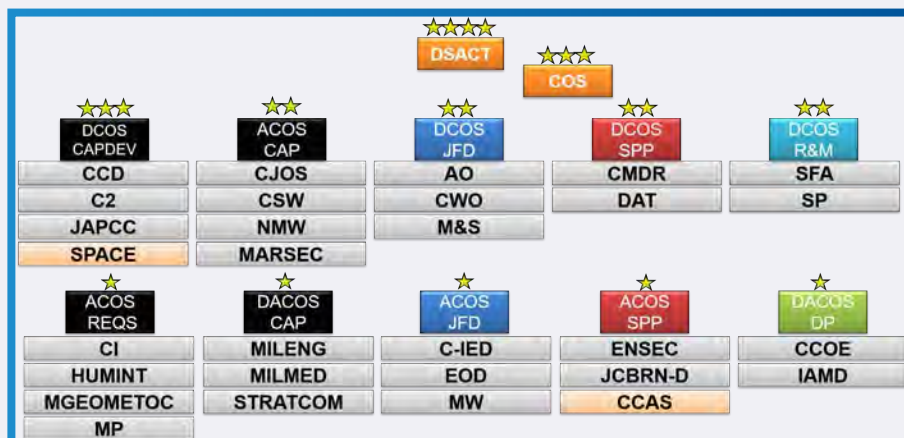 DSACT
COS
DCOS
CAPDEV
CCD
C2
JAPCC
SPACE
ACOS
CAP
CJOS
CSW
NMW
MARSEC
DCOS
JFD
AO
CWO
M&S
DCOS
SPP
CMDR
DAT
DCOS
R&M
SFA
SP
ACOS
REQS
CI
HUMINT
MGEOMETOC
MP
DACOS
CAP
MILENG
MILMED
STRATCOM
ACOS
JFD
C-IED
EOD
MW
ACOS
SPP
ENSEC
JCBRN-D
CCAS
DACOS
DP
CCOE
IAMD